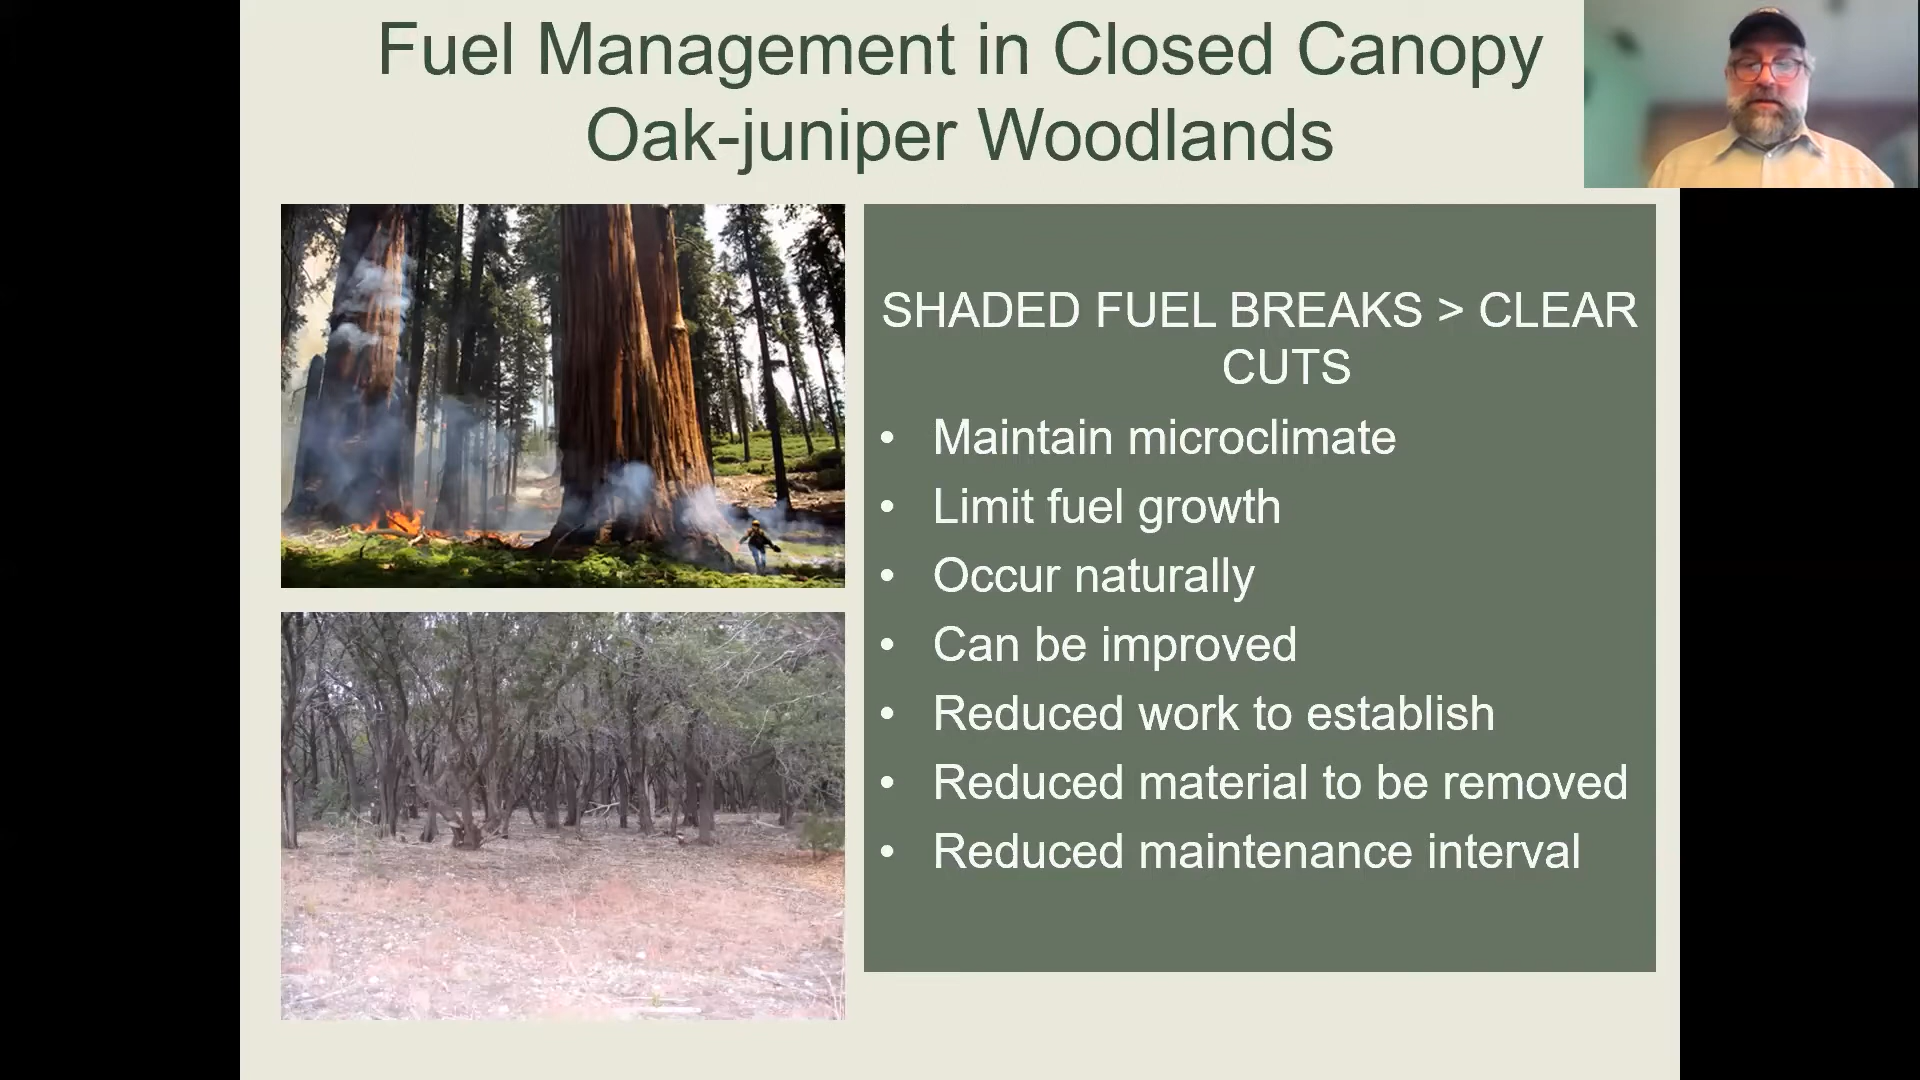 Fuel Management in Closed Canopy
Oak-juniper Woodlands
SHADED FUEL BREAKS > CLEAR
CUTS
• Maintain microclimate
• Limit fuel growth
• Occur naturally
• Can be improved
• Reduced work to establish
• Reduced material to be removed
• Reduced maintenance interval